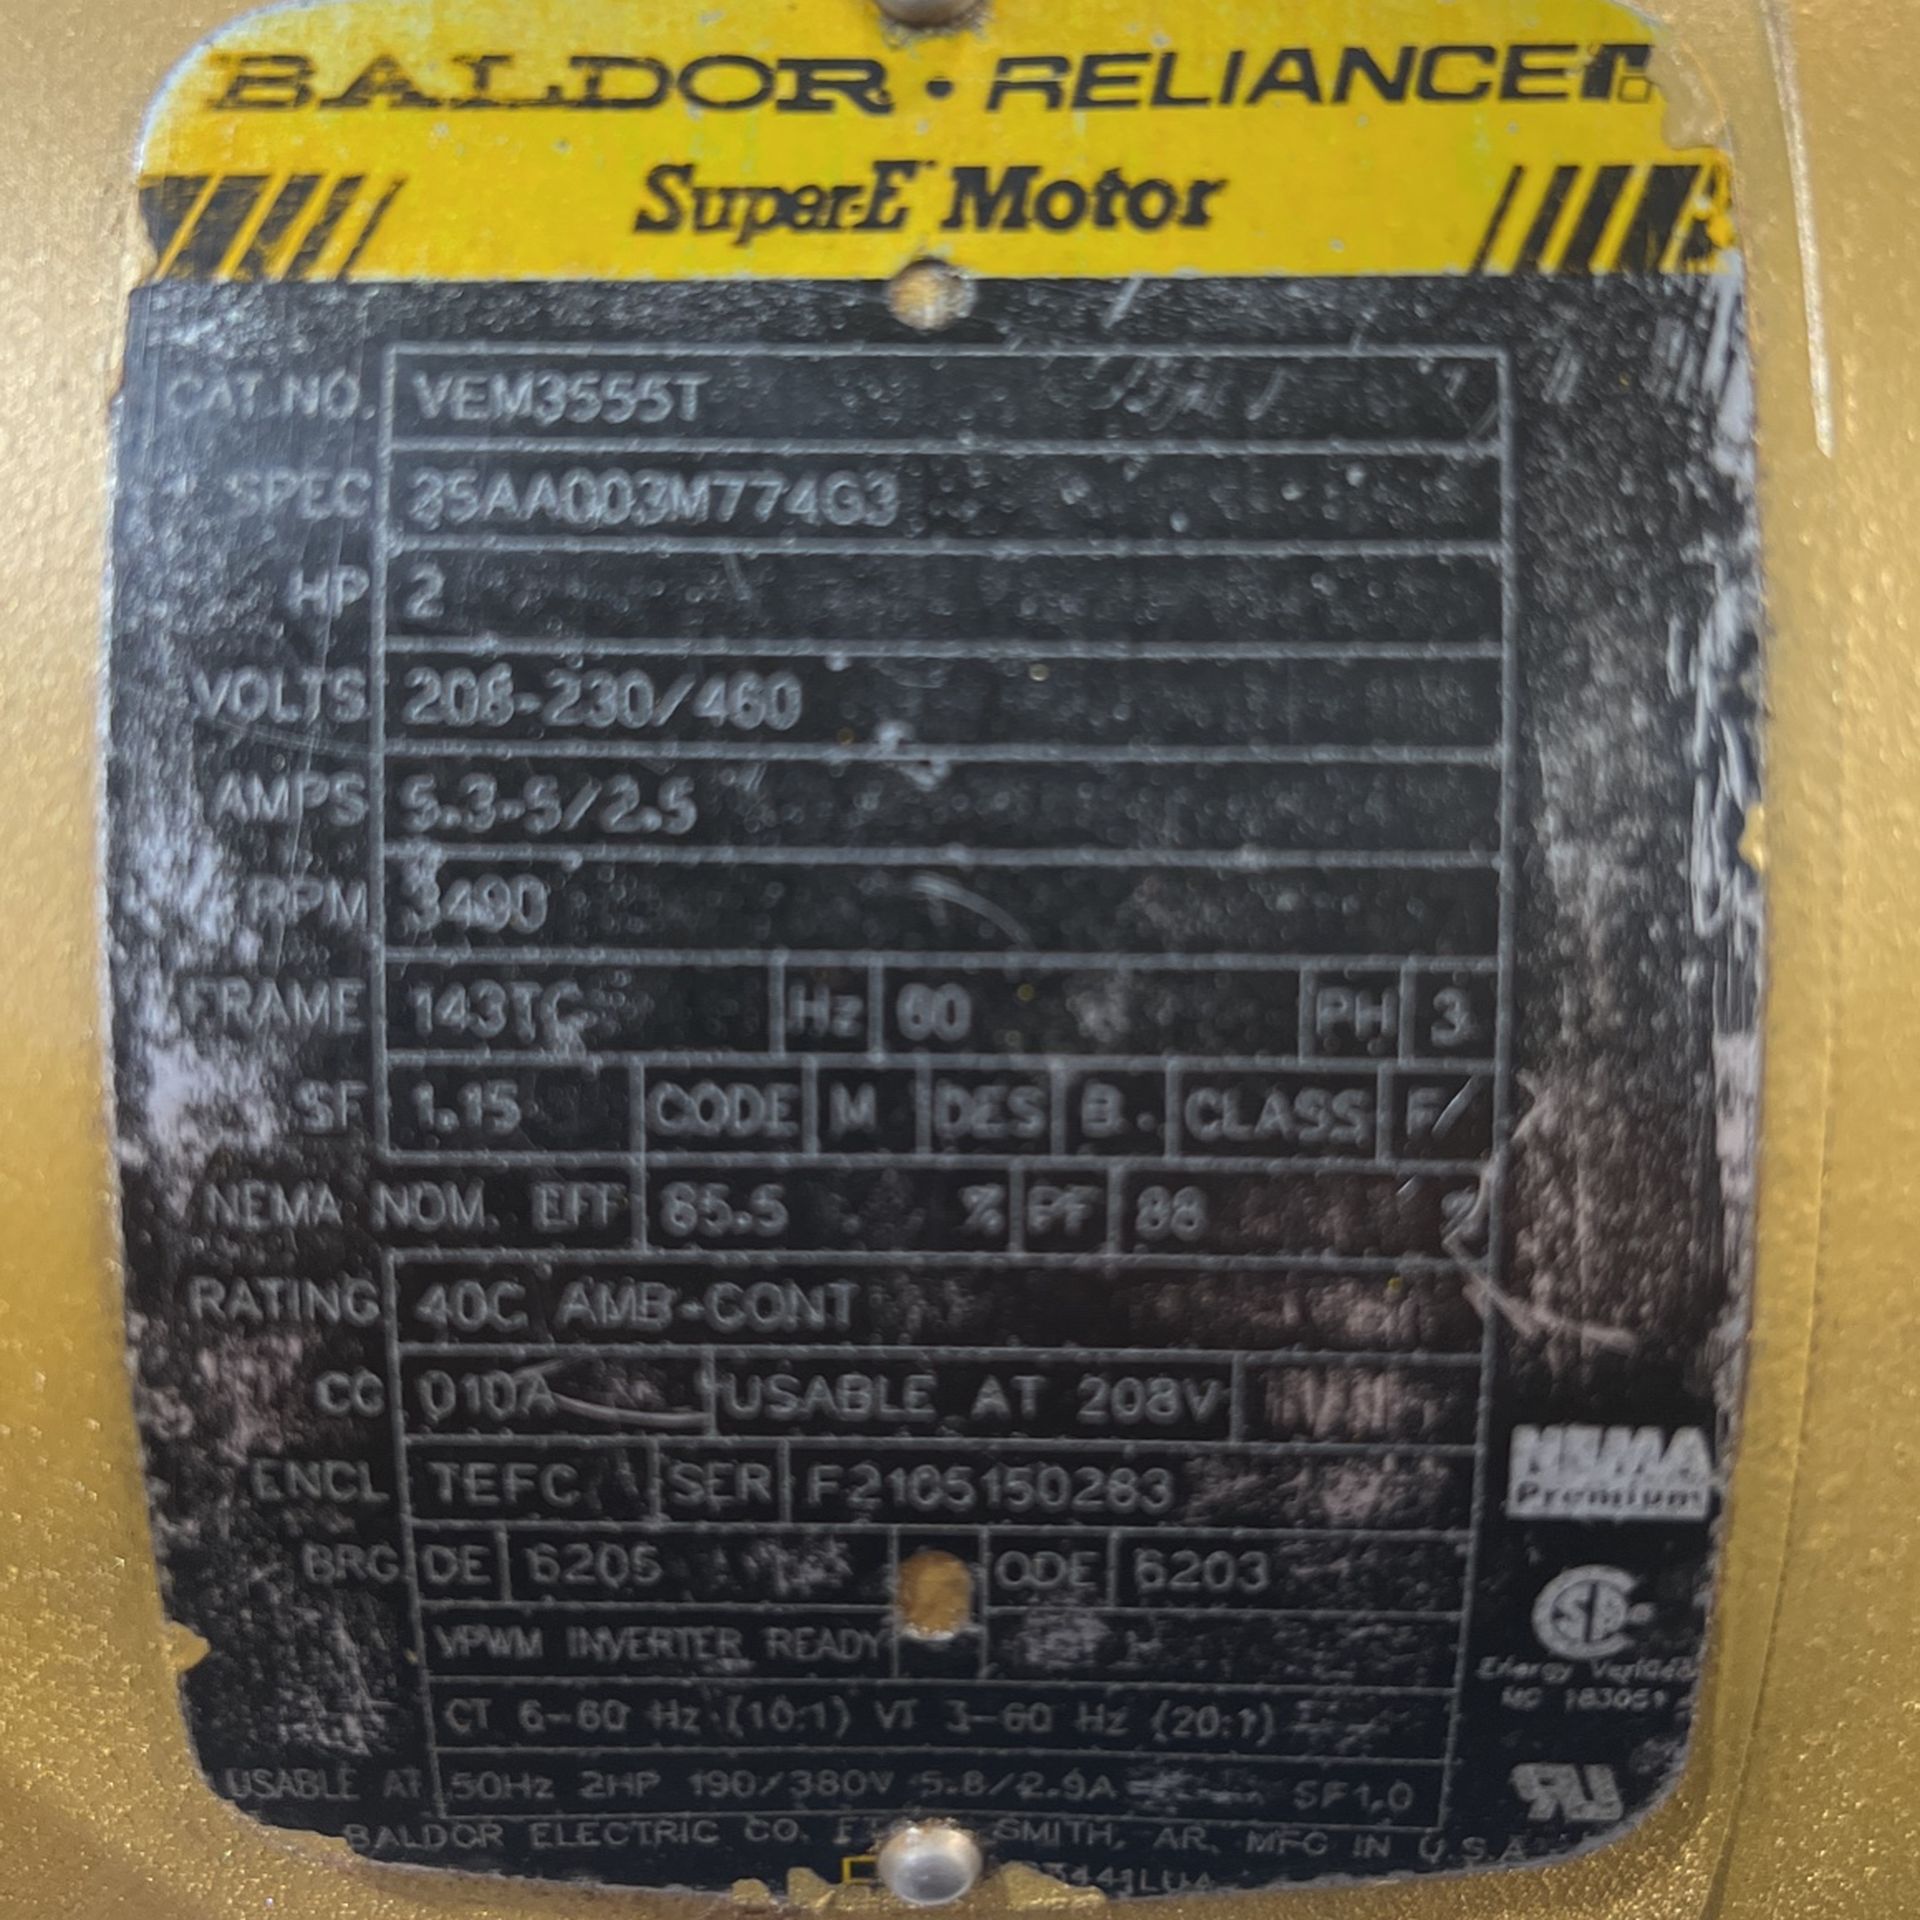 BALDOR • RELIANCE
Super-E Motor
CAT.NO. VEM3555T
SPEC 35AA003M774G3
HP 2
VOLTS 208-230/460
AMPS 5.3-5/2.5
RPM 3490
FRAME 143TC Hz 60 PH 3
SF 1.15 CODE M DES B CLASS F
NEMA NOM. EFF 85.5 % PF 88 %
RATING 40C AMB-CONT
CC 010A USABLE AT 208V
ENCL TEFC SER F2105150283
BRG DE 6205 ODE 6203
VPWM INVERTER READY
CT 6-60 Hz (10:1) VT 3-60 Hz (20:1)
USABLE AT 50Hz 2HP 190/380V 5.8/2.9A SF1.0
BALDOR ELECTRIC CO. SMITH, AR. MFG IN U.S.A
NEMA
Premium
Energy Verified
MC 183051